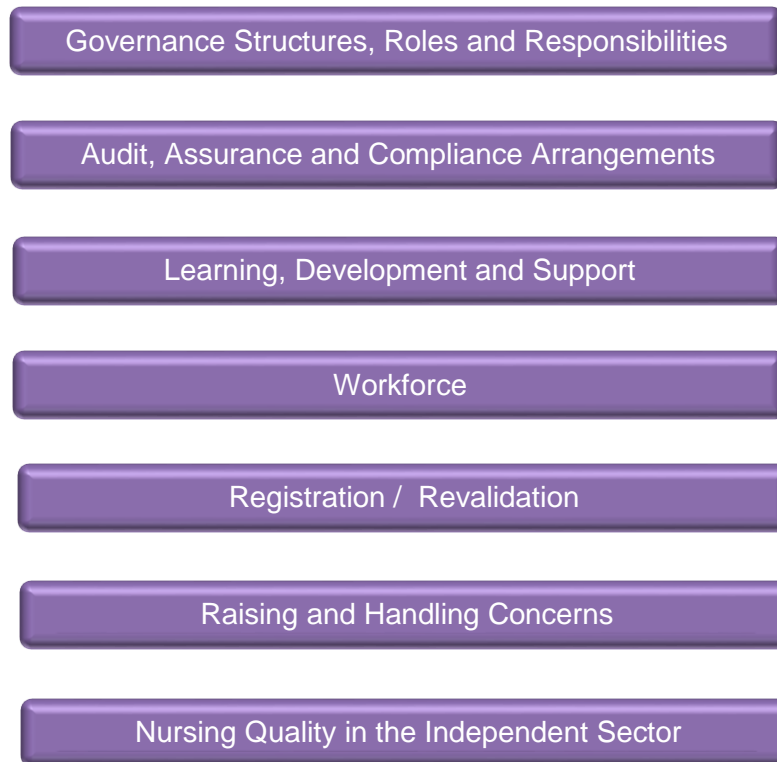 Governance Structures, Roles and Responsibilities
Audit, Assurance and Compliance Arrangements
Learning, Development and Support
Workforce
Registration / Revalidation
Raising and Handling Concerns
Nursing Quality in the Independent Sector